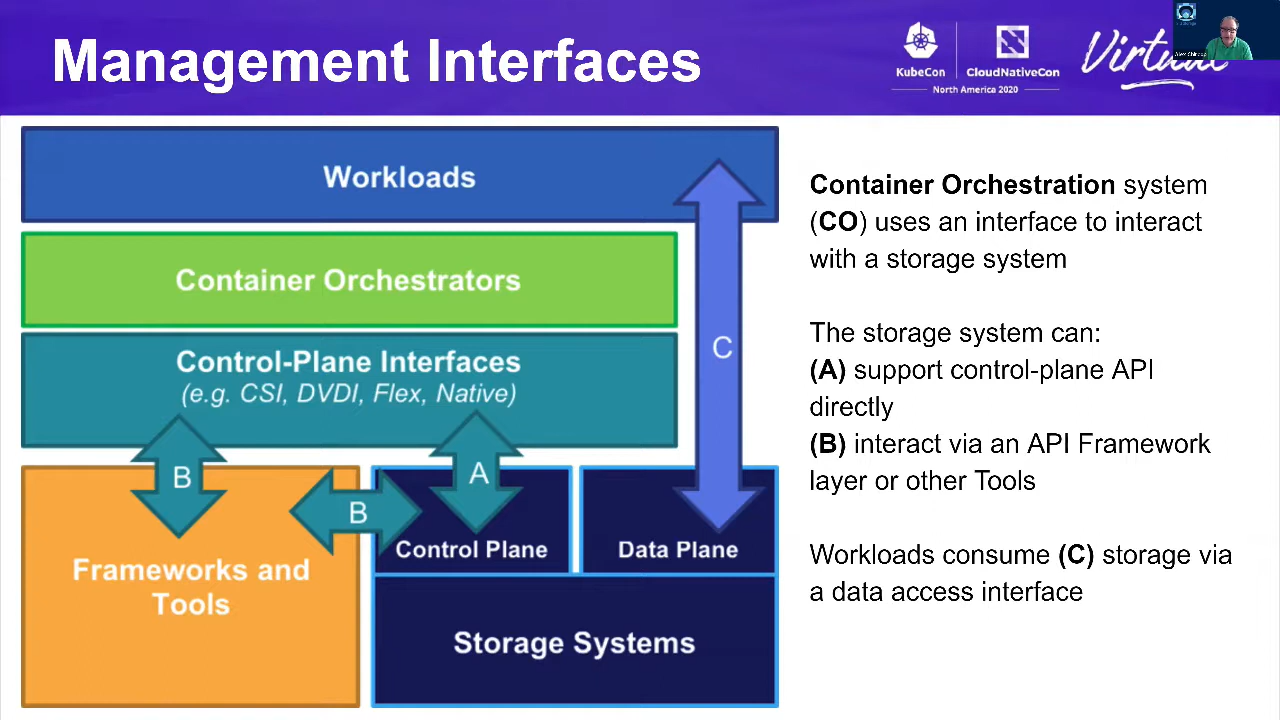 Management Interfaces
KubeCon
CloudNativeCon
North America 2020
Virtual
Workloads
Container Orchestrators
Control-Plane Interfaces
(e.g. CSI, DVDI, Flex, Native)
C
B
A
B
Control Plane
Data Plane
Frameworks and
Tools
Storage Systems
Container Orchestration system
(CO) uses an interface to interact
with a storage system
The storage system can:
(A) support control-plane API
directly
(B) interact via an API Framework
layer or other Tools
Workloads consume (C) storage via
a data access interface